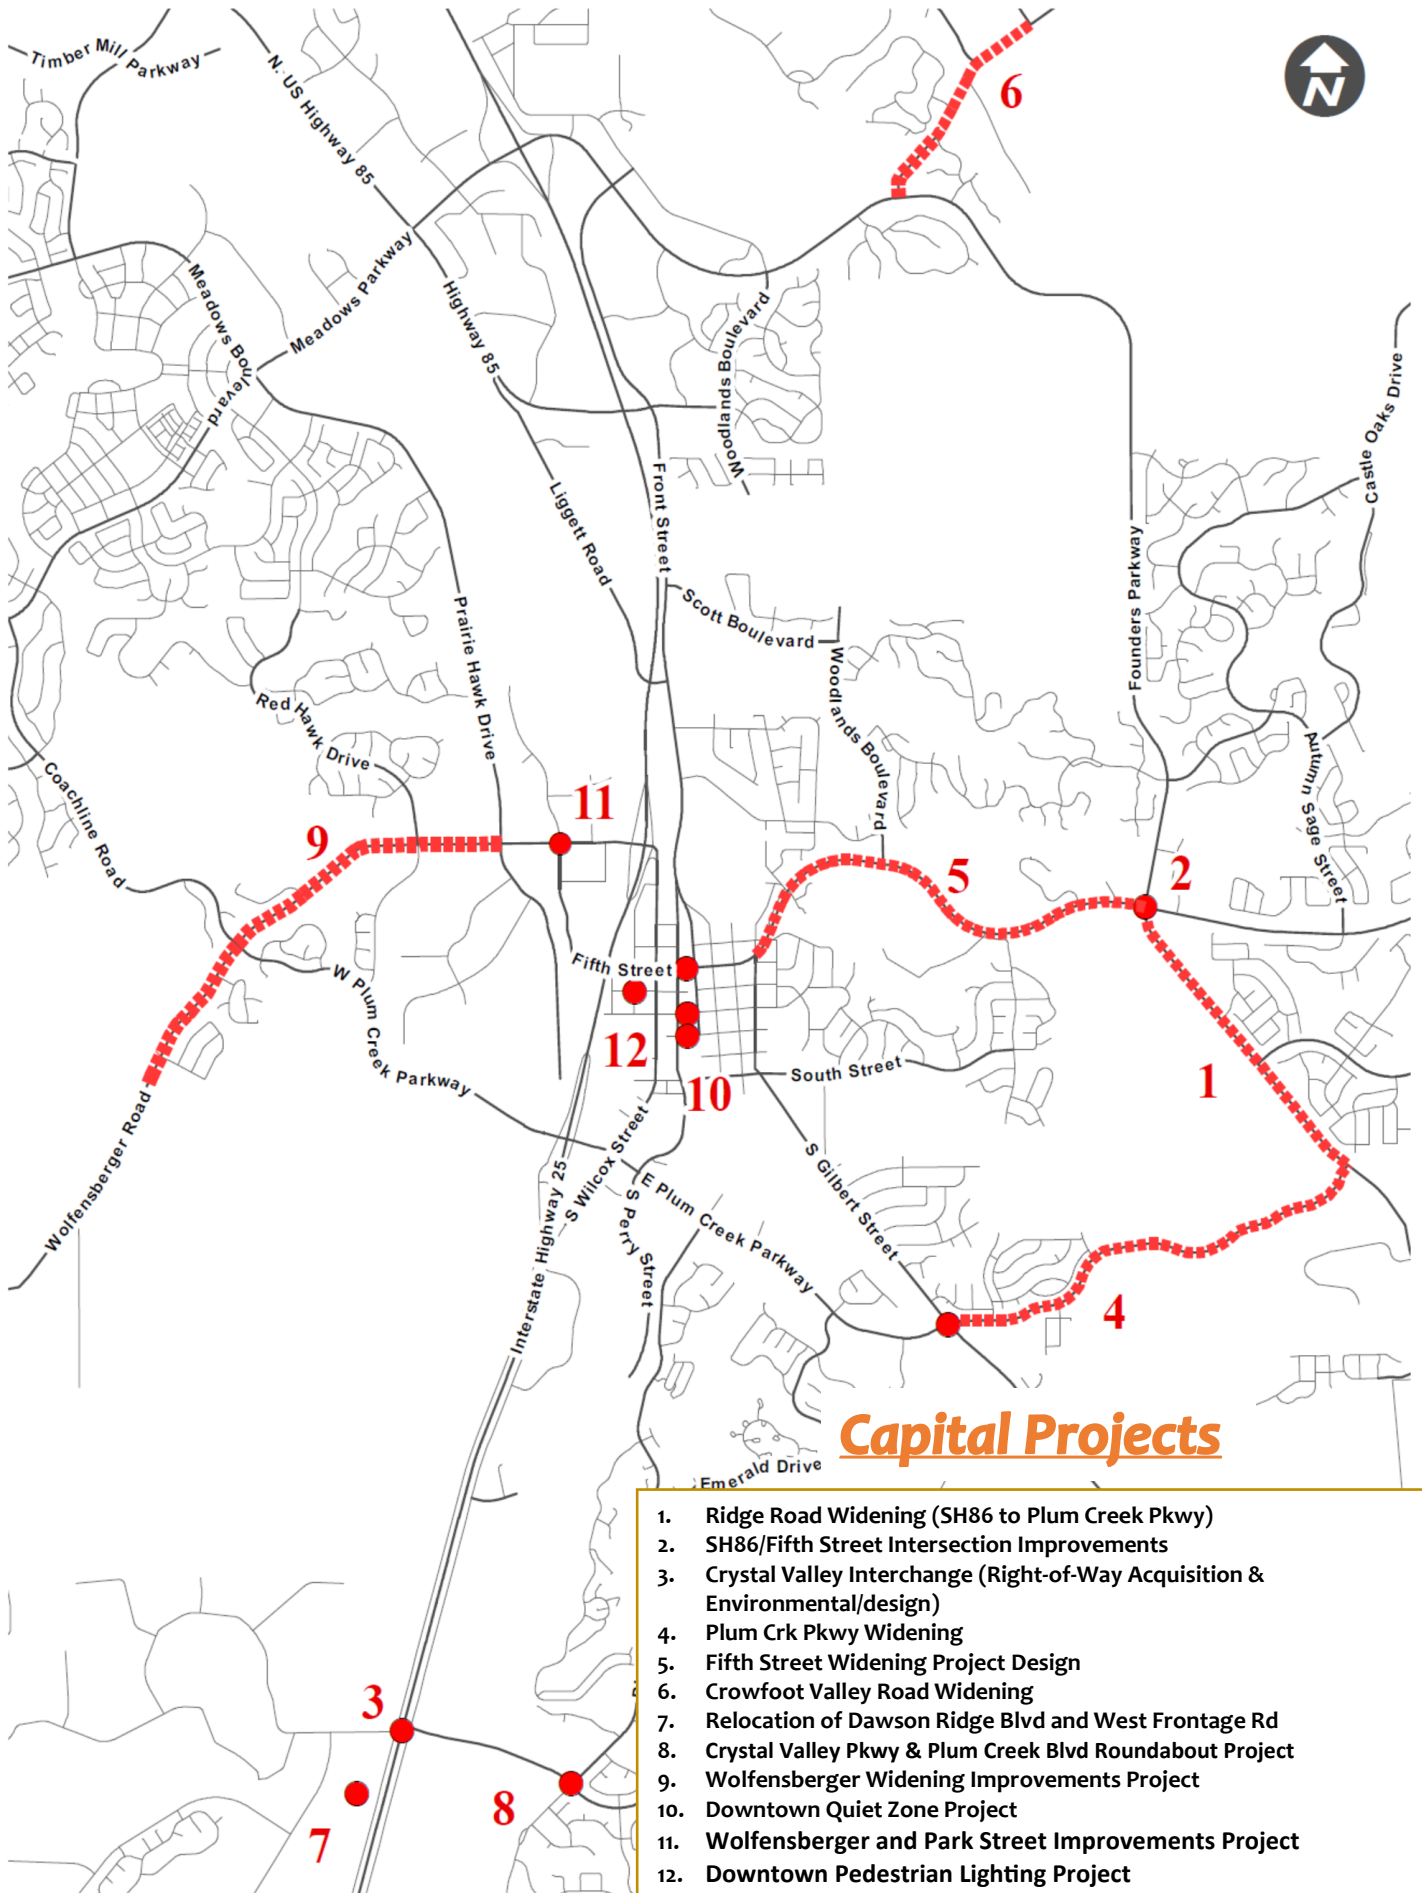 Timber Mill Parkway
N. US Highway 85
6
N
Meadows Parkway
Meadows Boulevard
Highway 85
Woodlands Boulevard
Castle Oaks Drive
Front Street
Liggett Road
Founders Parkway
Scott Boulevard
Prairie Hawk Drive
Woodlands Boulevard
Red Hawk Drive
Autumn Sage Street
Coachline Road
11
9
5
2
Fifth Street
W Plum Creek Parkway
12
10
South Street
1
Wolfensberger Road
S Wilcox Street
S Gilbert Street
Interstate Highway 25
S Perry Street
E Plum Creek Parkway
4
Capital Projects
Emerald Drive
1. Ridge Road Widening (SH86 to Plum Creek Pkwy)
2. SH86/Fifth Street Intersection Improvements
3. Crystal Valley Interchange (Right-of-Way Acquisition &
Environmental/design)
4. Plum Crk Pkwy Widening
5. Fifth Street Widening Project Design
6. Crowfoot Valley Road Widening
7. Relocation of Dawson Ridge Blvd and West Frontage Rd
8. Crystal Valley Pkwy & Plum Creek Blvd Roundabout Project
9. Wolfensberger Widening Improvements Project
10. Downtown Quiet Zone Project
11. Wolfensberger and Park Street Improvements Project
12. Downtown Pedestrian Lighting Project
3
8
7